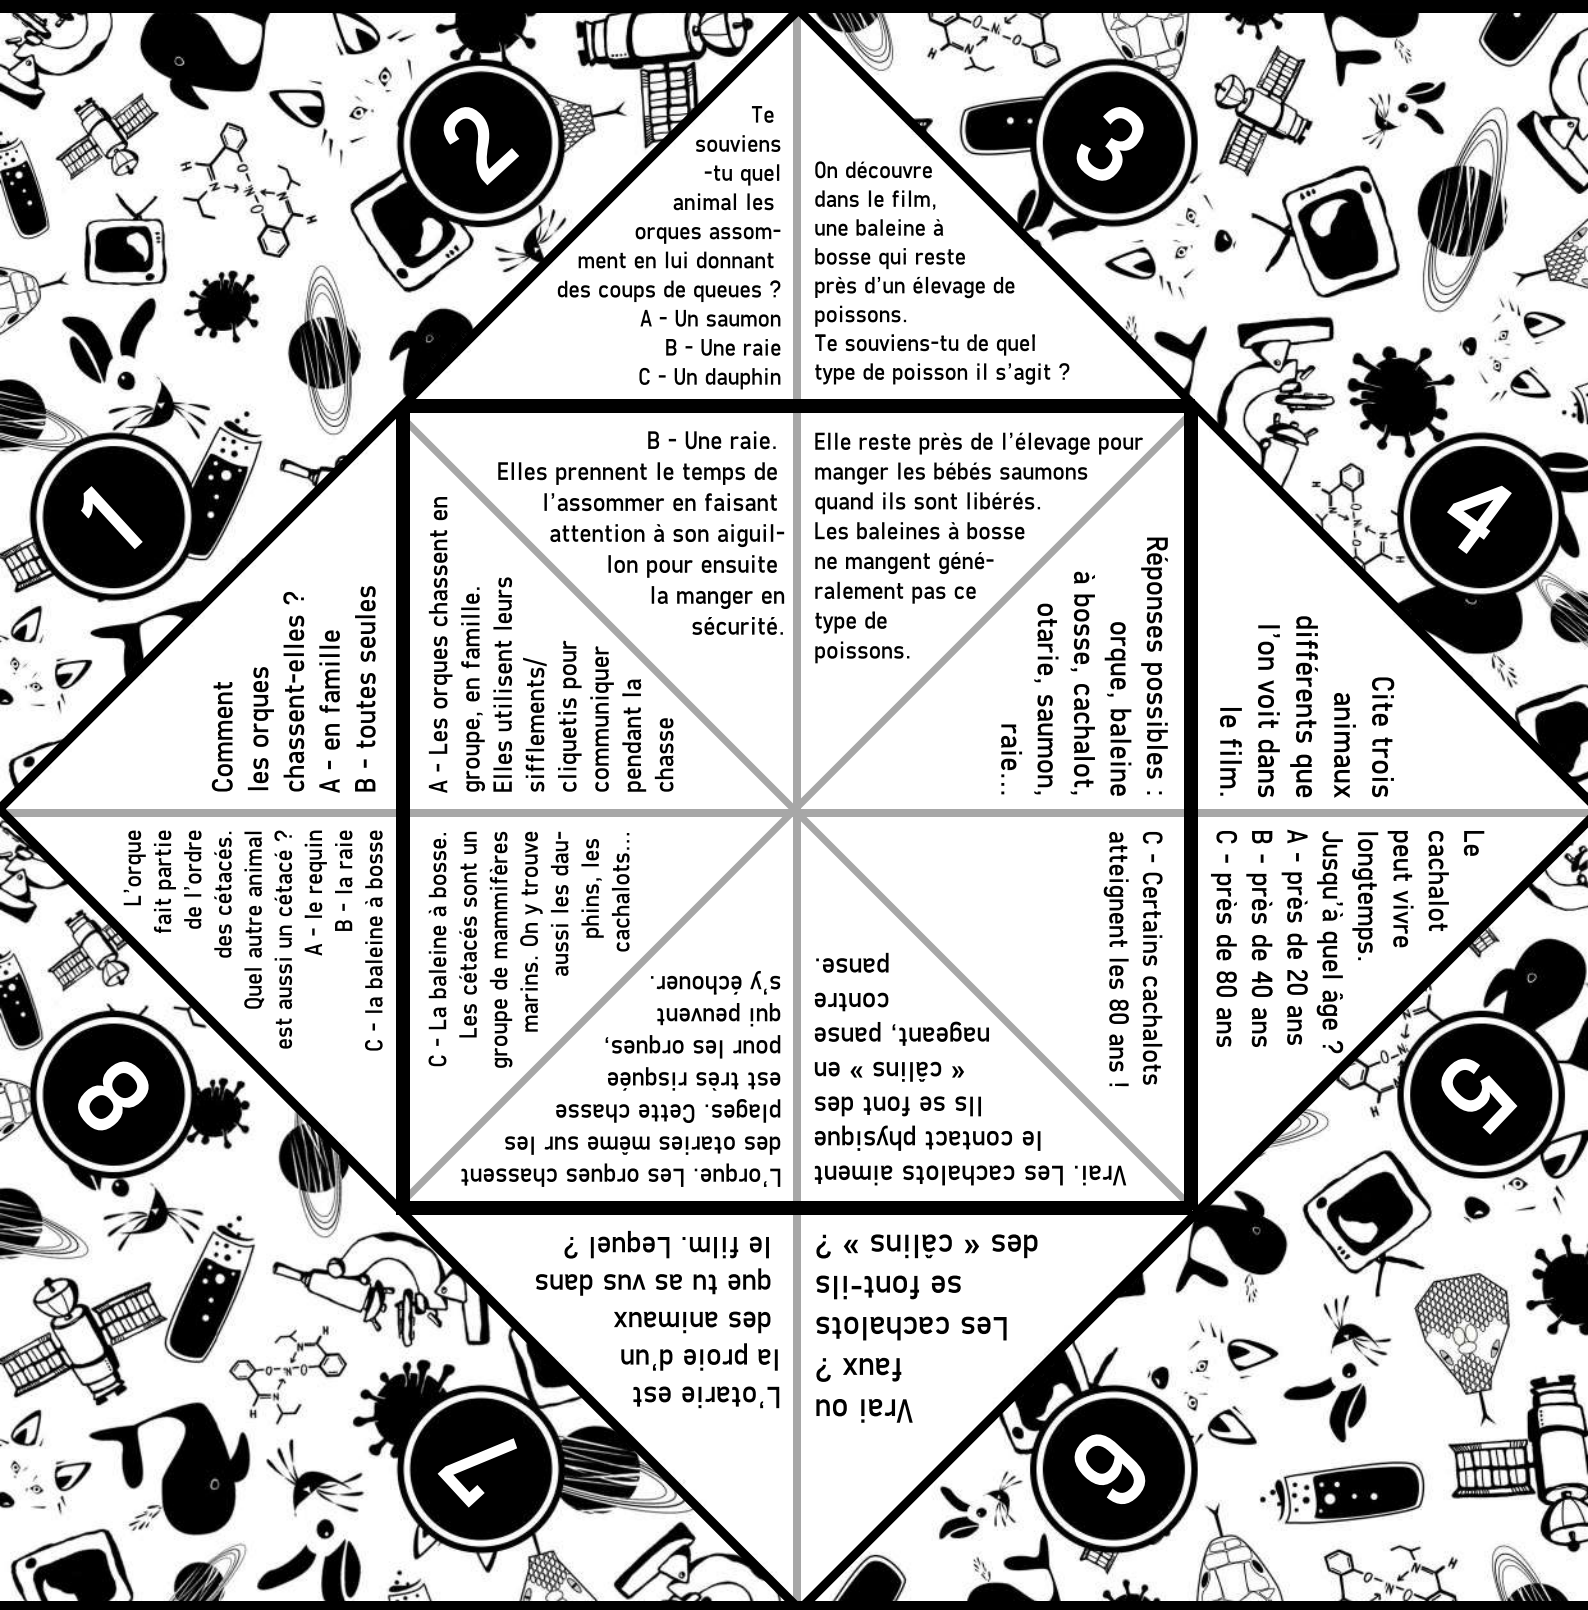 1
2
3
4
5
6
7
8
Comment
les orques
chassent-elles ?
A - en famille
B - toutes seules
A - Les orques chassent en
groupe, en famille.
Elles utilisent leurs
sifflements/
cliquetis pour
communiquer
pendant la
chasse
Te
souviens
-tu quel
animal les
orques assom-
ment en lui donnant
des coups de queues ?
A - Un saumon
B - Une raie
C - Un dauphin
B - Une raie.
Elles prennent le temps de
l'assommer en faisant
attention à son aiguil-
lon pour ensuite
la manger en
sécurité.
On découvre
dans le film,
une baleine à
bosse qui reste
près d'un élevage de
poissons.
Te souviens-tu de quel
type de poisson il s'agit ?
Elle reste près de l'élevage pour
manger les bébés saumons
quand ils sont libérés.
Les baleines à bosse
ne mangent géné-
ralement pas ce
type de
poissons.
Cite trois
animaux
différents que
l'on voit dans
le film.
Réponses possibles :
orque, baleine
à bosse, cachalot,
otarie, saumon,
raie...
Le
cachalot
peut vivre
longtemps.
Jusqu'à quel âge ?
A - près de 20 ans
B - près de 40 ans
C - près de 80 ans
C - Certains cachalots
atteignent les 80 ans !
Vrai ou
faux ?
Les cachalots
se font-ils
des « câlins » ?
Vrai. Les cachalots aiment
le contact physique
Ils se font des
« câlins » en
nageant, panse
contre
panse.
L'otarie est
la proie d'un
des animaux
que tu as vus dans
le film. Lequel ?
L'orque. Les orques chassent
des otaries même sur les
plages. Cette chasse
est très risquée
pour les orques,
qui peuvent
s'y échouer.
L'orque
fait partie
de l'ordre
des cétacés.
Quel autre animal
est aussi un cétacé ?
A - le requin
B - la raie
C - la baleine à bosse
C - La baleine à bosse.
Les cétacés sont un
groupe de mammifères
marins. On y trouve
aussi les dau-
phins, les
cachalots...